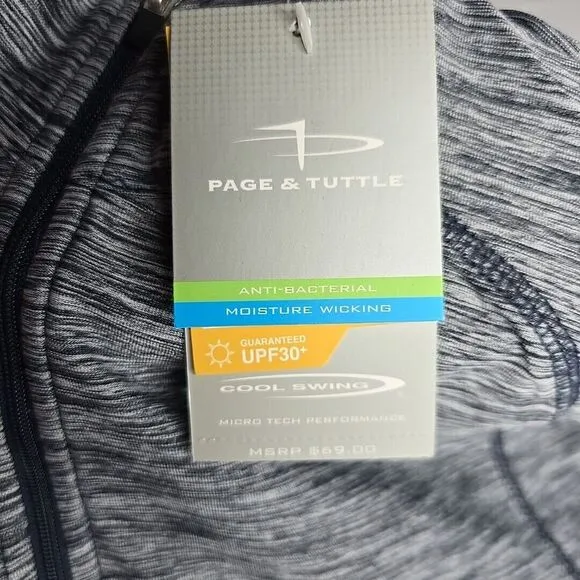 PAGE & TUTTLE
ANTI-BACTERIAL
MOISTURE WICKING
GUARANTEED
UPF30+
COOL SWING
MICRO TECH PERFORMANCE
MSRP $69.00